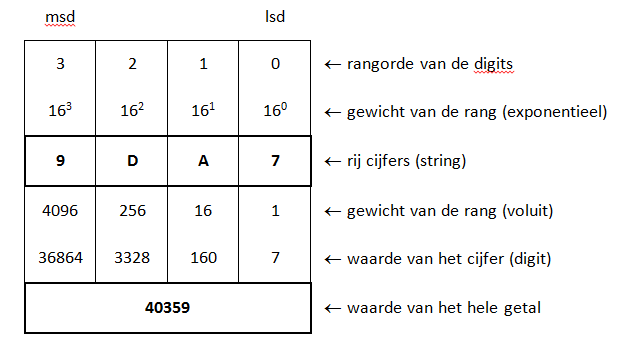 msd lsd
3 2 1 0 ← rangorde van de digits
16³ 16² 16¹ 16⁰ ← gewicht van de rang (exponentieel)
9 D A 7 ← rij cijfers (string)
4096 256 16 1 ← gewicht van de rang (voluit)
36864 3328 160 7 ← waarde van het cijfer (digit)
40359 ← waarde van het hele getal